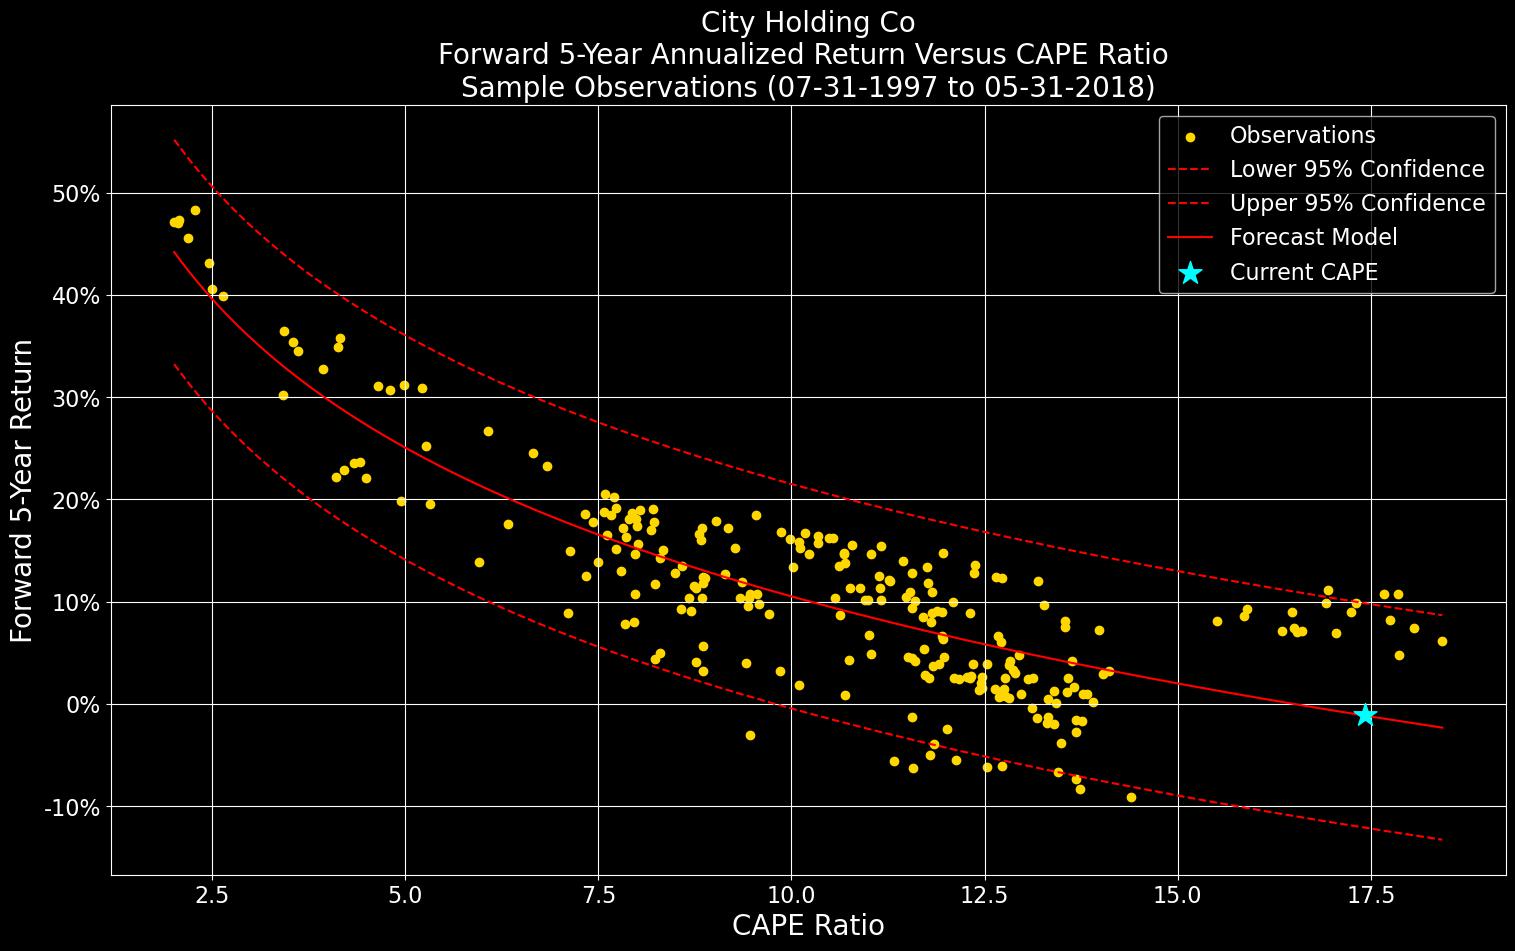 City Holding Co
Forward 5-Year Annualized Return Versus CAPE Ratio
Sample Observations (07-31-1997 to 05-31-2018)
Observations
Lower 95% Confidence
Upper 95% Confidence
Forecast Model
Current CAPE
50%
40%
30%
20%
10%
0%
-10%
Forward 5-Year Return
2.5 5.0 7.5 10.0 12.5 15.0 17.5
CAPE Ratio